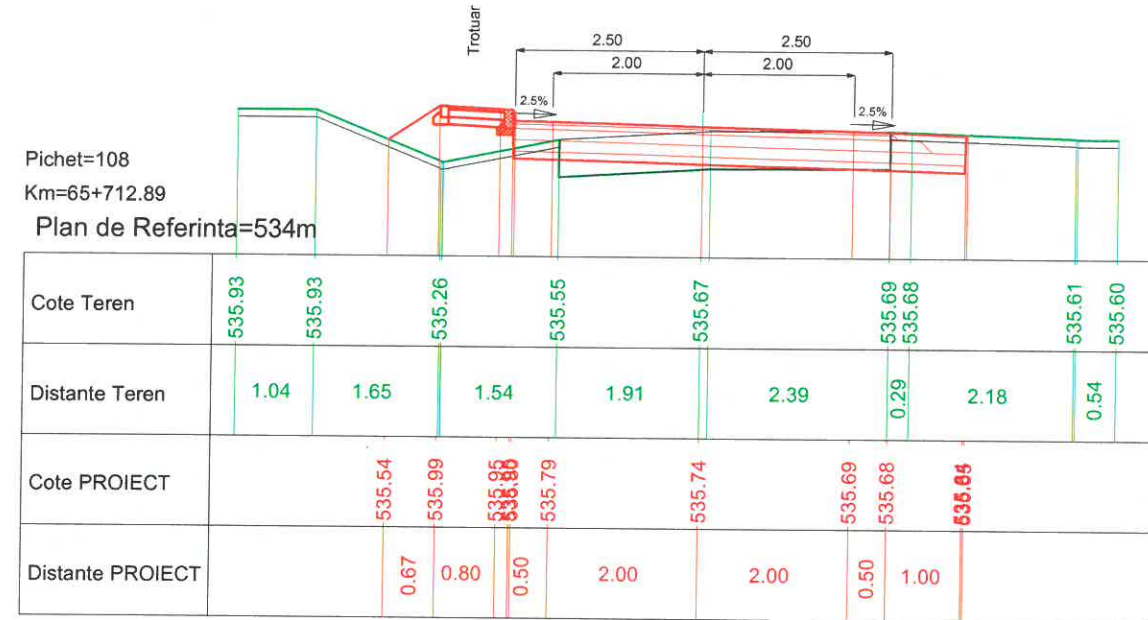 Trotuar
2.50 2.50
2.00 2.00
2.5% 2.5%
Pichet=108
Km=65+712.89
Plan de Referinta=534m
Cote Teren 535.93 535.93 535.26 535.55 535.67 535.69 535.68 535.61 535.60
Distante Teren 1.04 1.65 1.54 1.91 2.39 0.29 2.18 0.54
Cote PROIECT 535.54 535.99 535.95 535.79 535.74 535.69 535.68
Distante PROIECT 0.67 0.80 0.50 2.00 2.00 0.50 1.00